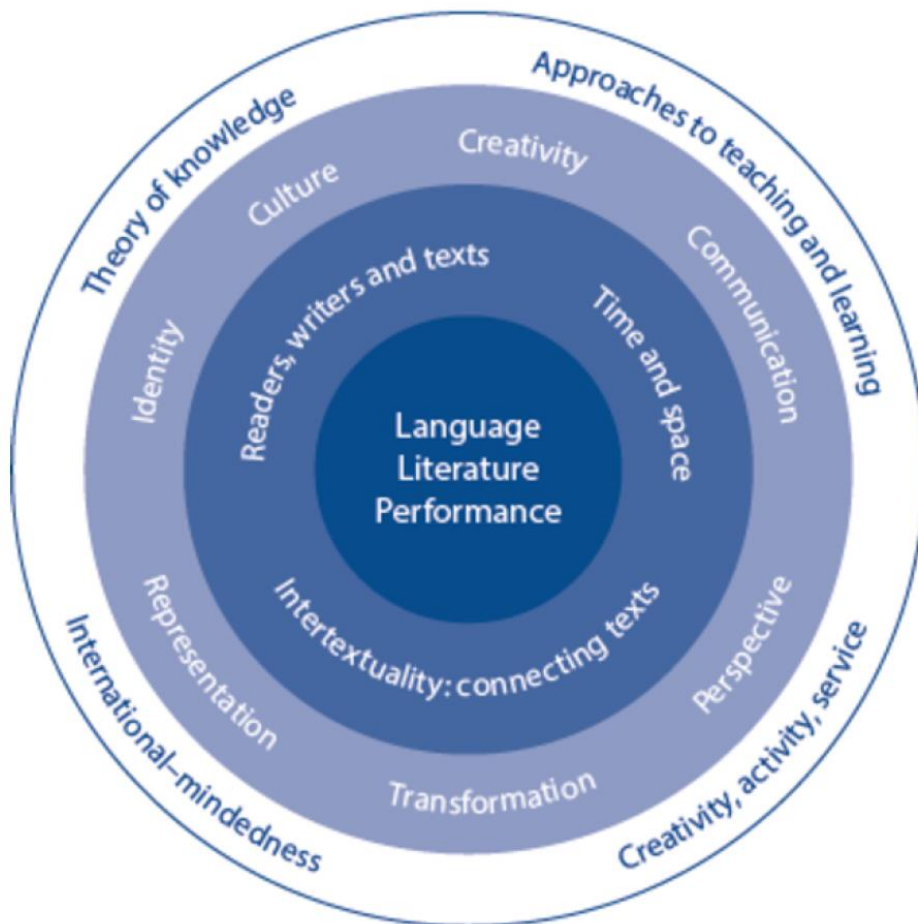 Theory of knowledge
Approaches to teaching and learning
Creativity, activity, service
International–mindedness
Identity
Culture
Creativity
Communication
Perspective
Transformation
Representation
Readers, writers and texts
Time and space
Intertextuality: connecting texts
Language
Literature
Performance